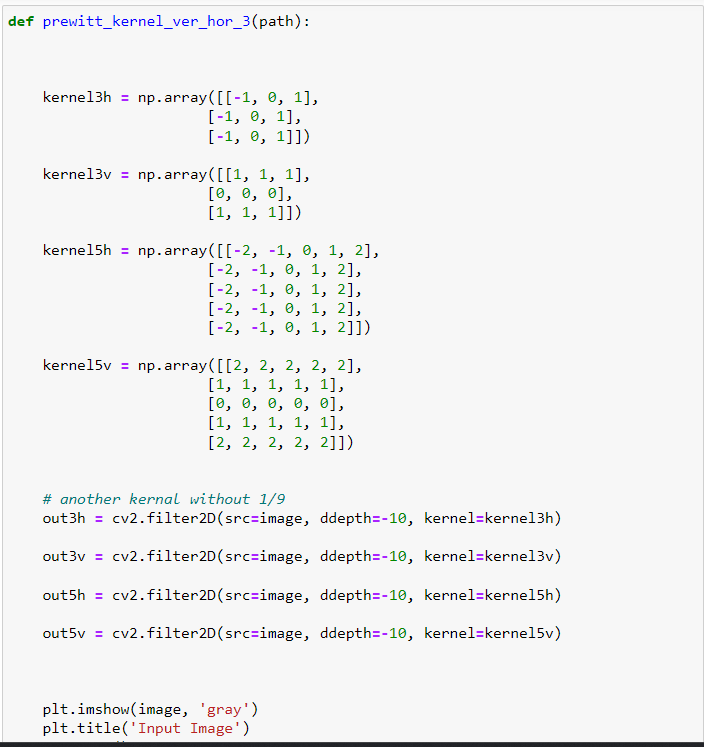 def prewitt_kernel_ver_hor_3(path):
kernel3h = np.array([[-1, 0, 1],
[-1, 0, 1],
[-1, 0, 1]])
kernel3v = np.array([[1, 1, 1],
[0, 0, 0],
[1, 1, 1]])
kernel5h = np.array([[-2, -1, 0, 1, 2],
[-2, -1, 0, 1, 2],
[-2, -1, 0, 1, 2],
[-2, -1, 0, 1, 2],
[-2, -1, 0, 1, 2]])
kernel5v = np.array([[2, 2, 2, 2, 2],
[1, 1, 1, 1, 1],
[0, 0, 0, 0, 0],
[1, 1, 1, 1, 1],
[2, 2, 2, 2, 2]])
# another kernal without 1/9
out3h = cv2.filter2D(src=image, ddepth=-10, kernel=kernel3h)
out3v = cv2.filter2D(src=image, ddepth=-10, kernel=kernel3v)
out5h = cv2.filter2D(src=image, ddepth=-10, kernel=kernel5h)
out5v = cv2.filter2D(src=image, ddepth=-10, kernel=kernel5v)
plt.imshow(image, 'gray')
plt.title('Input Image')